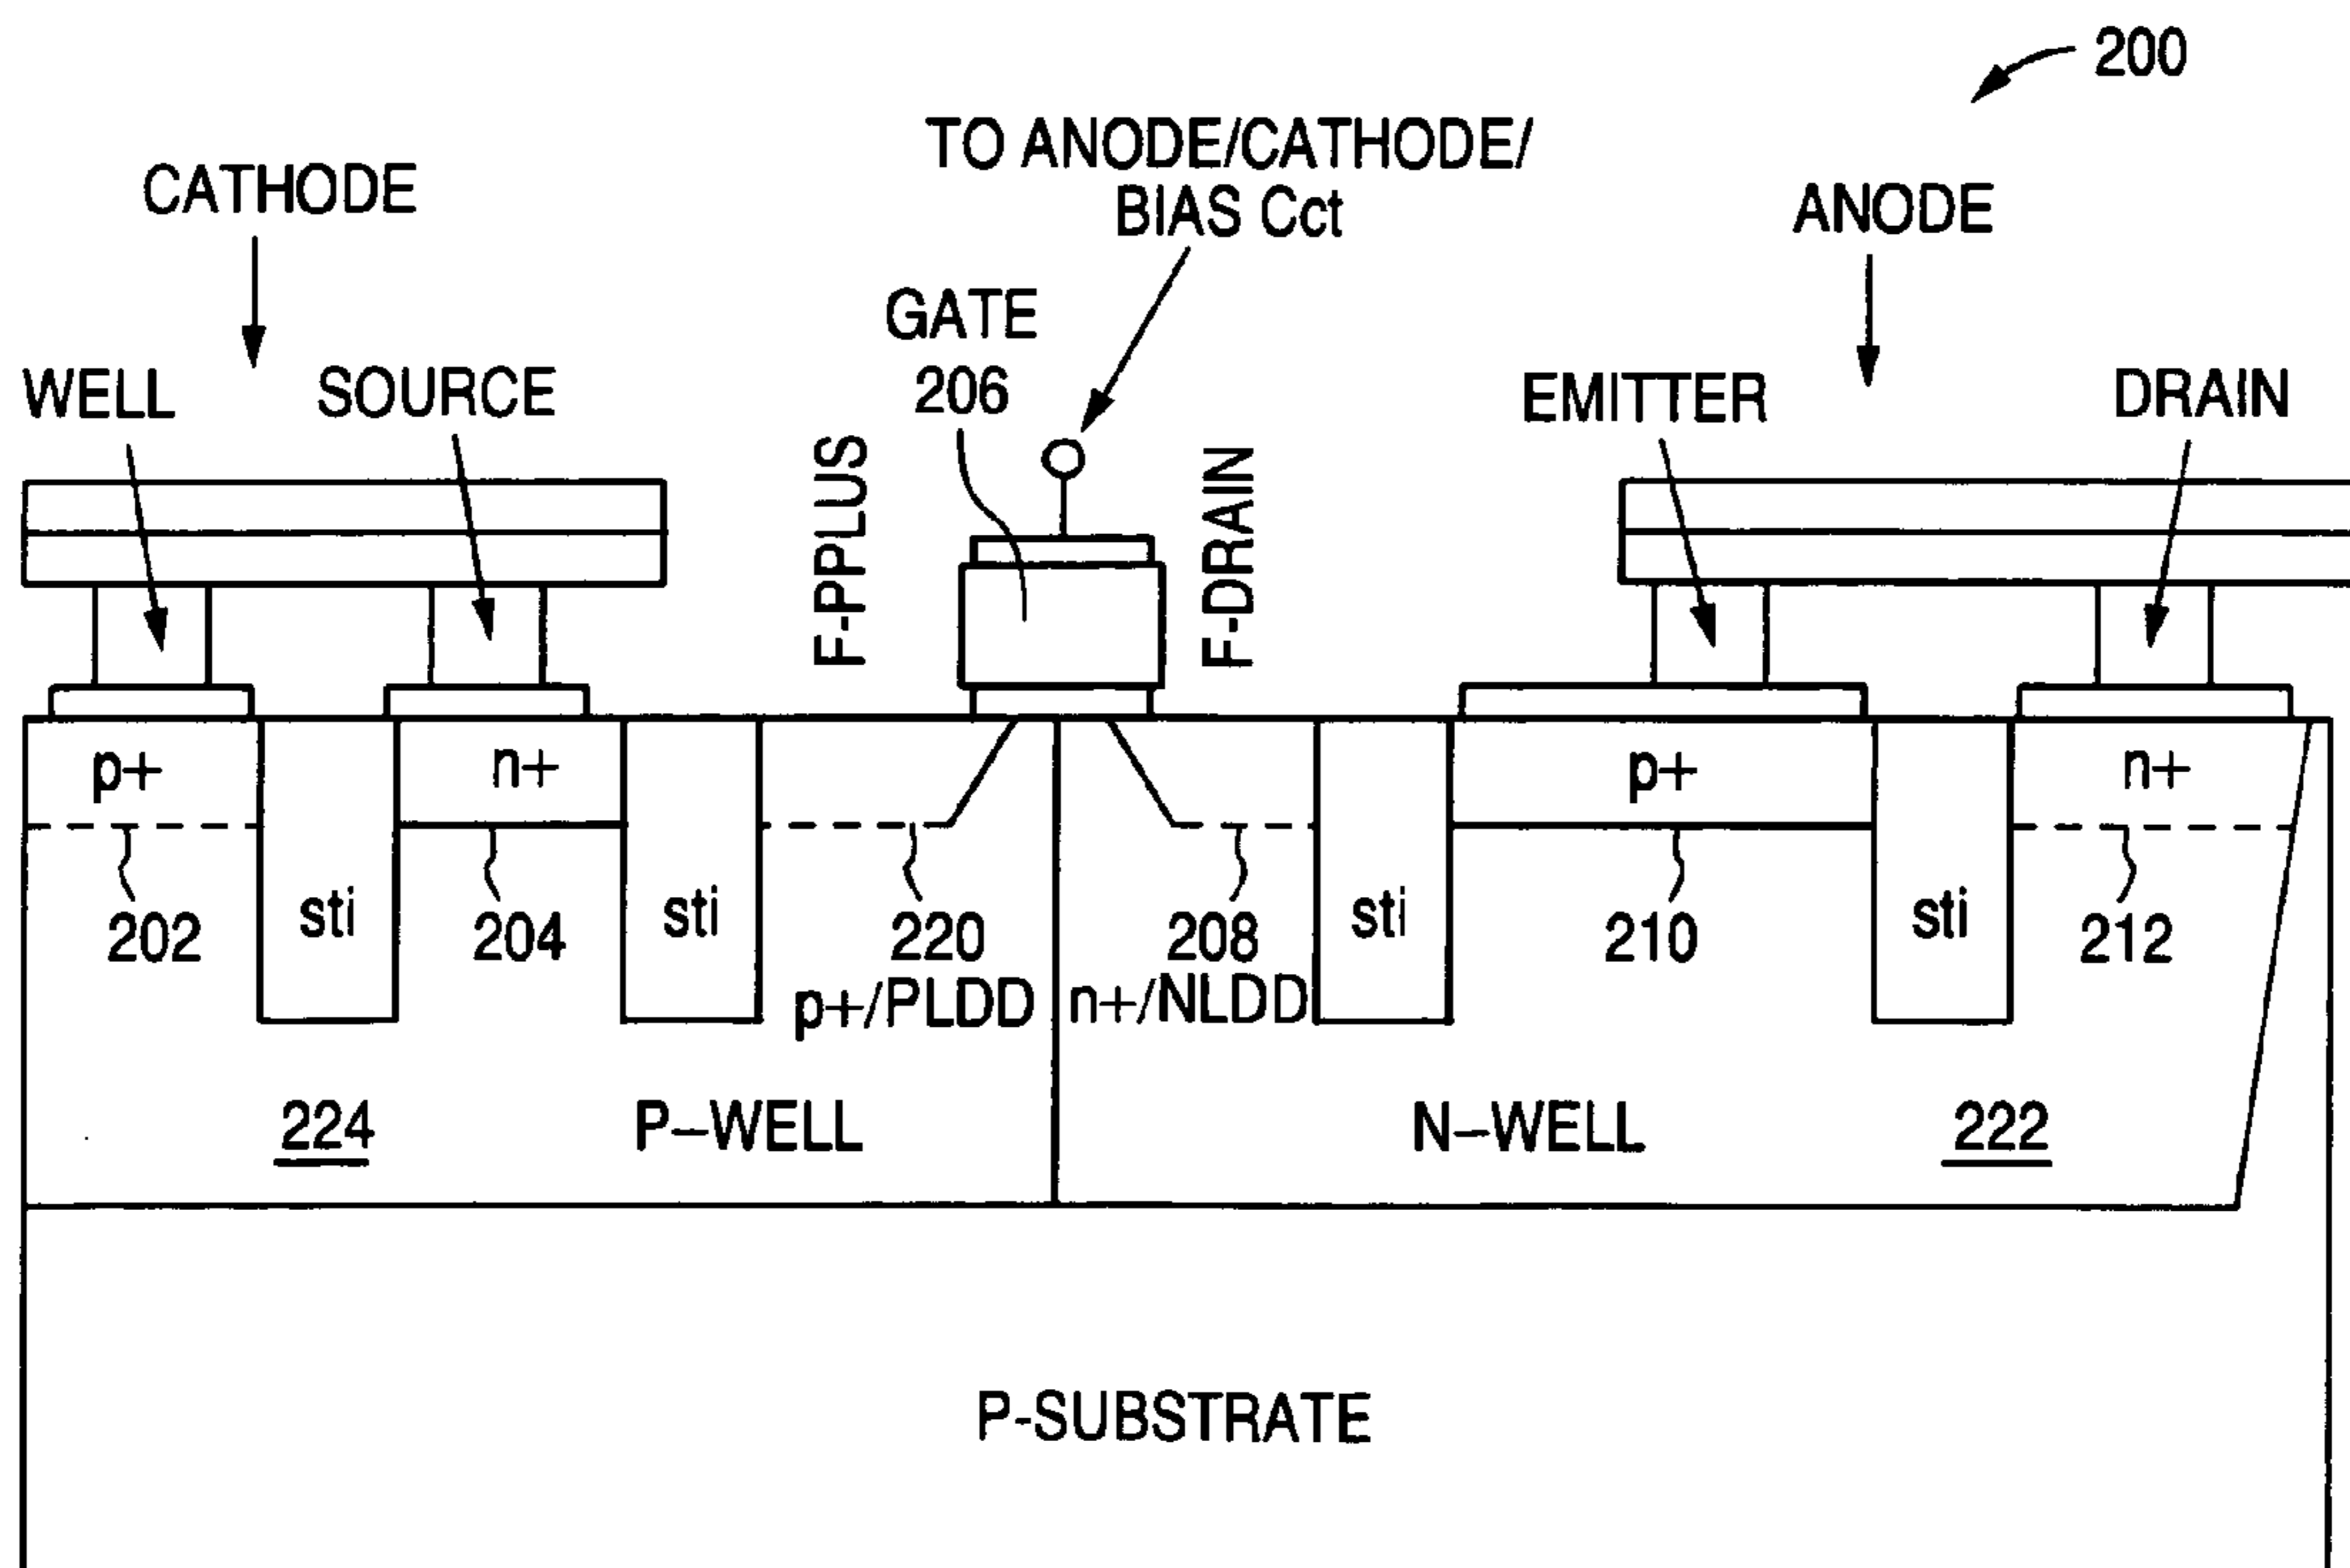 200
TO ANODE/CATHODE/
BIAS Cct
CATHODE
ANODE
GATE
206
WELL
SOURCE
EMITTER
DRAIN
F-PPLUS
F-DRAIN
p+
n+
p+
n+
202
sti
204
sti
220
p+/PLDD
208
n+/NLDD
sti
210
sti
212
224
P–WELL
N–WELL
222
P-SUBSTRATE